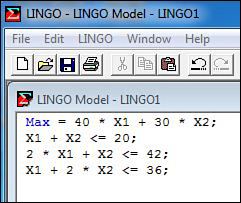 LINGO - LINGO Model - LINGO1
File Edit LINGO Window Help
LINGO Model - LINGO1
Max = 40 * X1 + 30 * X2;
X1 + X2 <= 20;
2 * X1 + X2 <= 42;
X1 + 2 * X2 <= 36;